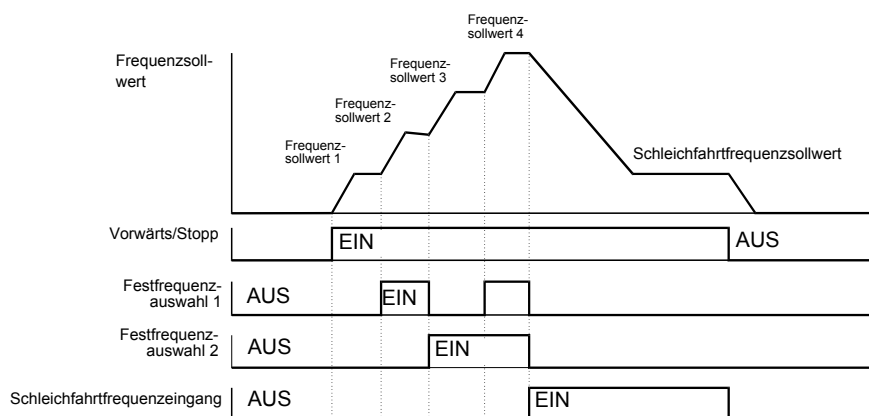 Frequenz-
sollwert 4
Frequenzsoll-
wert
Frequenz-
sollwert 3
Frequenz-
sollwert 2
Frequenz-
sollwert 1
Schleichfahrtfrequenzsollwert
Vorwärts/Stopp
EIN
AUS
Festfrequenz-
auswahl 1
AUS
EIN
Festfrequenz-
auswahl 2
AUS
EIN
Schleichfahrtfrequenzeingang
AUS
EIN